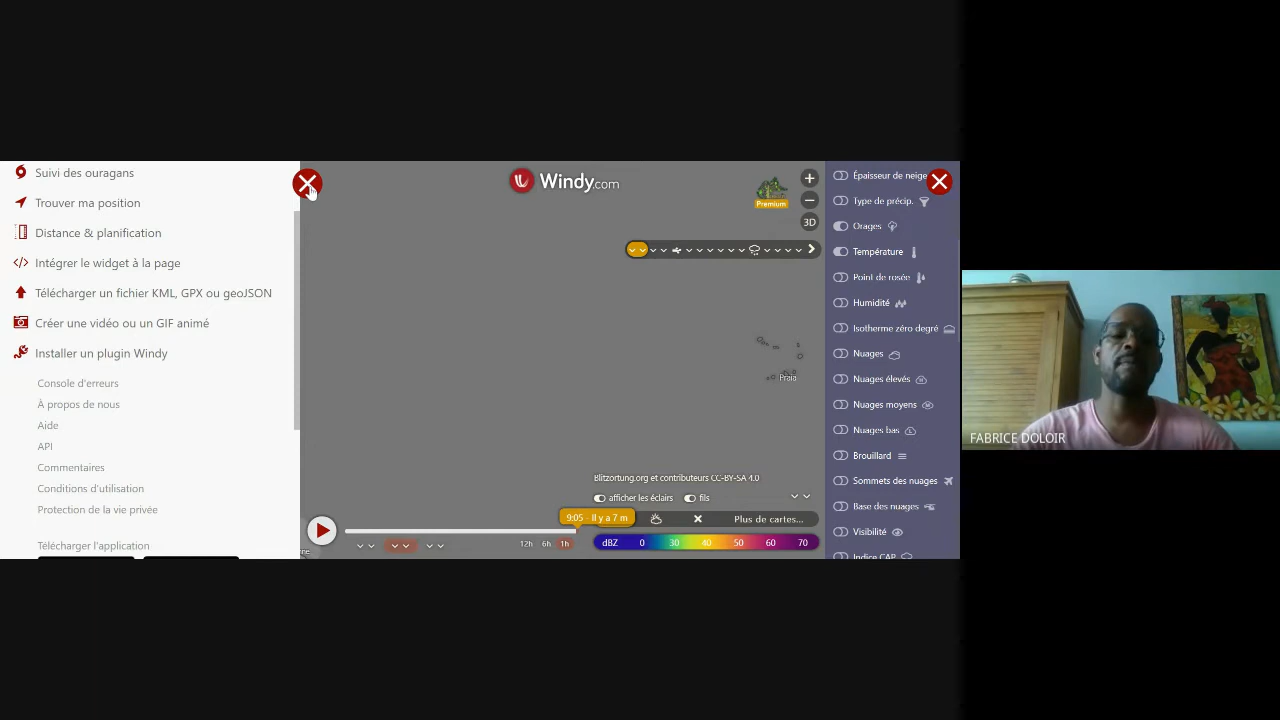 Suivi des ouragans
Trouver ma position
Distance & planification
Intégrer le widget à la page
Télécharger un fichier KML, GPX ou geoJSON
Créer une vidéo ou un GIF animé
Installer un plugin Windy
Console d'erreurs
À propos de nous
Aide
API
Commentaires
Conditions d'utilisation
Protection de la vie privée
Télécharger l'application
Windy.com
Premium
3D
Praia
Blitzortung.org et contributeurs CC-BY-SA 4.0
afficher les éclairs
fils
9:05 - Il y a 7 m
Plus de cartes...
12h 6h 1h
dBZ 0 30 40 50 60 70
Épaisseur de neige
Type de précip.
Orages
Température
Point de rosée
Humidité
Isotherme zéro degré
Nuages
Nuages élevés
Nuages moyens
Nuages bas
Brouillard
Sommets des nuages
Base des nuages
Visibilité
Indice CAP
FABRICE DOLOIR